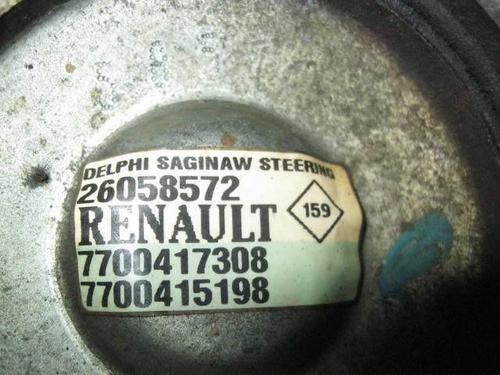 DELPHI SAGINAW STEERING
26058572
RENAULT 159
7700417308
7700415198